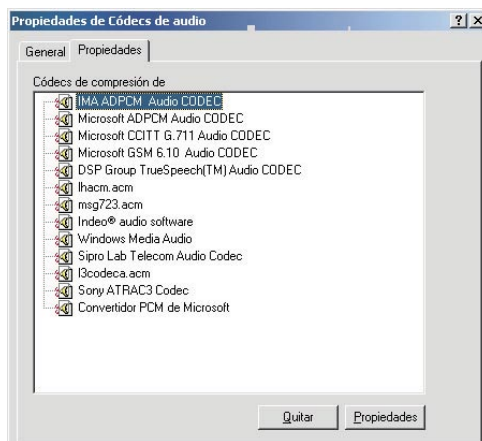 Propiedades de Códecs de audio
General Propiedades
Códecs de compresión de
IMA ADPCM Audio CODEC
Microsoft ADPCM Audio CODEC
Microsoft CCITT G.711 Audio CODEC
Microsoft GSM 6.10 Audio CODEC
DSP Group TrueSpeech(TM) Audio CODEC
lhacm.acm
msg723.acm
Indeo® audio software
Windows Media Audio
Sipro Lab Telecom Audio Codec
l3codeca.acm
Sony ATRAC3 Codec
Convertidor PCM de Microsoft
Quitar Propiedades